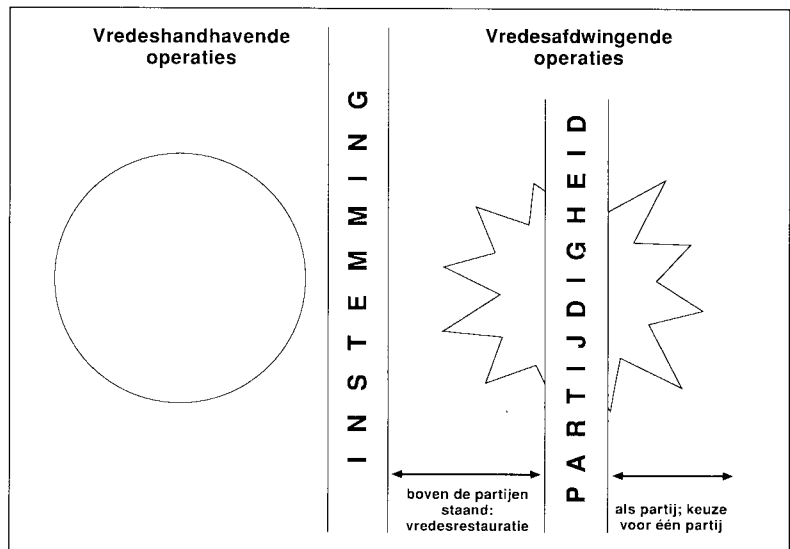 Vredeshandhavende
operaties
INSTEMMING
Vredesafdwingende
operaties
PARTIJDIGHEID
boven de partijen
staand:
vredesrestauratie
als partij; keuze
voor één partij